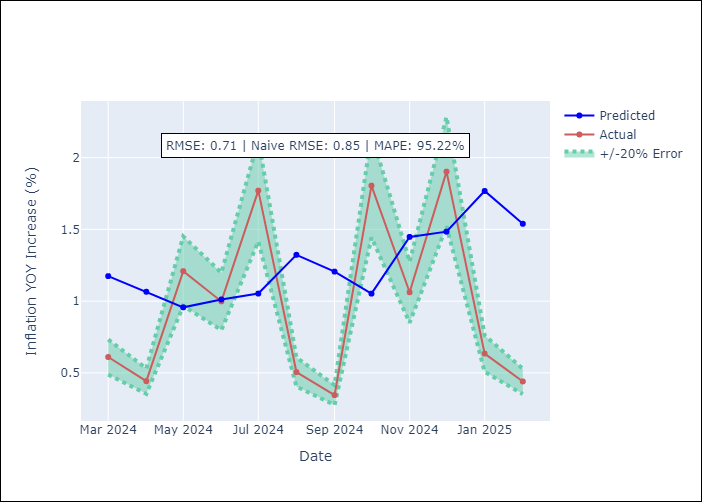 RMSE: 0.71 | Naive RMSE: 0.85 | MAPE: 95.22%
Predicted
Actual
+/-20% Error
Inflation YOY Increase (%)
2
1.5
1
0.5
Mar 2024
May 2024
Jul 2024
Sep 2024
Nov 2024
Jan 2025
Date